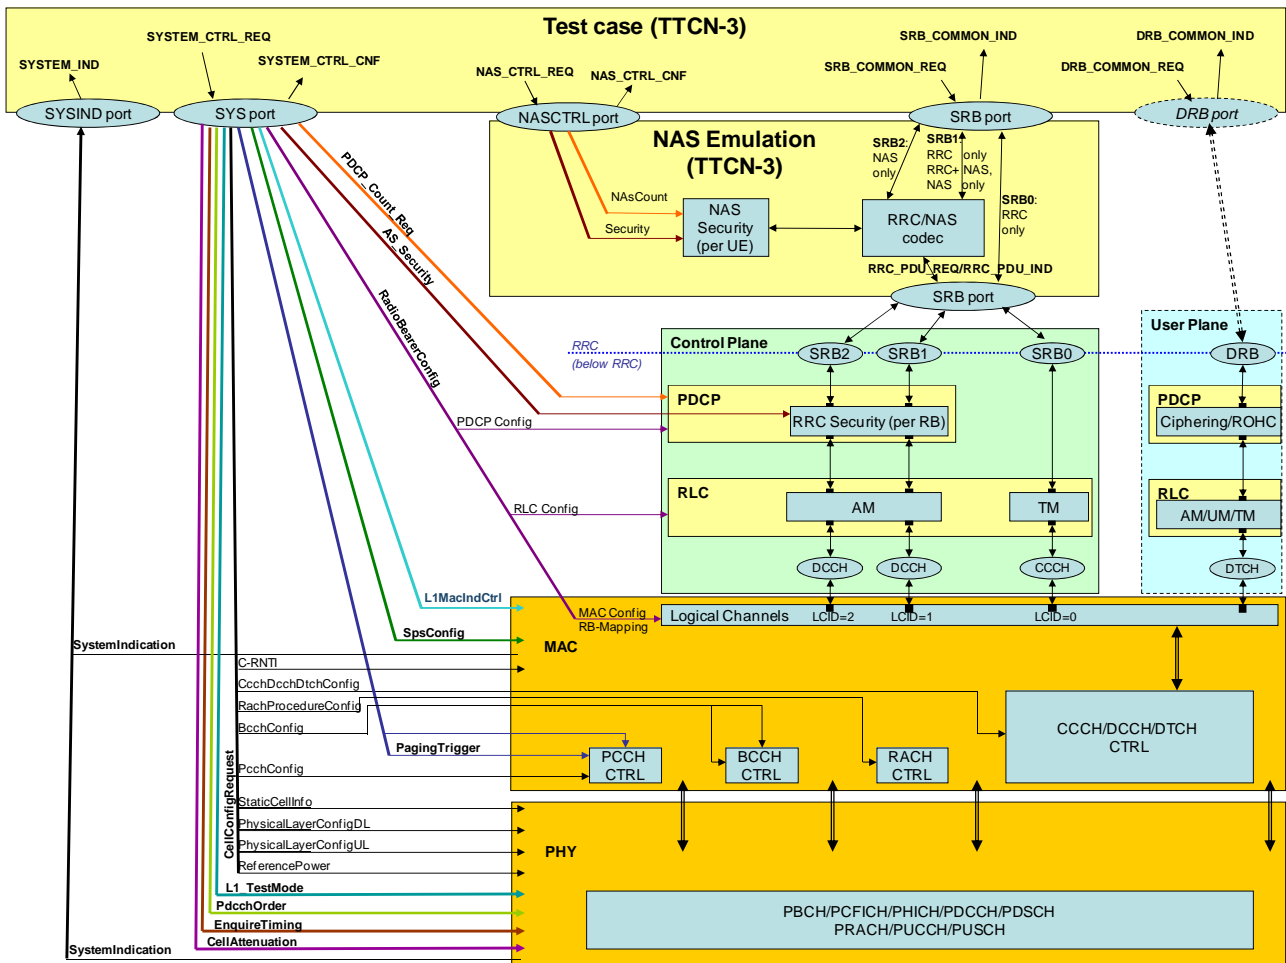 Test case (TTCN-3)
SYSTEM_CTRL_REQ
SYSTEM_IND
SYSTEM_CTRL_CNF
NAS_CTRL_REQ
NAS_CTRL_CNF
SRB_COMMON_IND
SRB_COMMON_REQ
DRB_COMMON_IND
DRB_COMMON_REQ
SYSIND port
SYS port
NASCTRL port
SRB port
DRB port
NAS Emulation
(TTCN-3)
SRB2:
NAS
only
SRB1:
RRC only
RRC+ NAS,
NAS only
SRB0:
RRC
only
PDCP_Count_Req
AS_Security
RadioBearerConfig
NAsCount
Security
NAS
Security
(per UE)
RRC/NAS
codec
RRC_PDU_REQ/RRC_PDU_IND
SRB port
User Plane
Control Plane
RRC
(below RRC)
SRB2
SRB1
SRB0
DRB
PDCP
RRC Security (per RB)
PDCP
Ciphering/ROHC
PDCP Config
RLC
AM
TM
RLC
AM/UM/TM
RLC Config
DCCH
DCCH
CCCH
DTCH
L1MacIndCtrl
MAC Config
RB-Mapping
Logical Channels
LCID=2
LCID=1
LCID=0
SpsConfig
MAC
SystemIndication
C-RNTI
CcchDcchDtchConfig
RachProcedureConfig
BcchConfig
PagingTrigger
PcchConfig
PCCH
CTRL
BCCH
CTRL
RACH
CTRL
CCCH/DCCH/DTCH
CTRL
CellConfigRequest
StaticCellInfo
PhysicalLayerConfigDL
PhysicalLayerConfigUL
ReferencePower
PHY
L1_TestMode
PdcchOrder
EnquireTiming
CellAttenuation
SystemIndication
PBCH/PCFICH/PHICH/PDCCH/PDSCH
PRACH/PUCCH/PUSCH